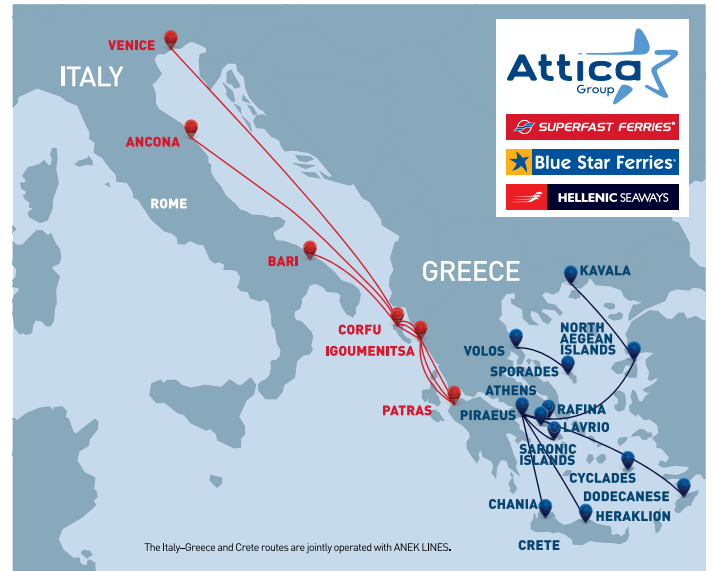 VENICE
ITALY
Attica
Group
SUPERFAST FERRIES
ANCONA
Blue Star Ferries
ROME
HELLENIC SEAWAYS
BARI
GREECE
KAVALA
CORFU
NORTH
AEGEAN
ISLANDS
IGOUMENITSA
VOLOS
SPORADES
ATHENS
PATRAS
PIRAEUS
RAFINA
LAVRIO
SARONIC
ISLANDS
CYCLADES
DODECANESE
CHANIA
HERAKLION
CRETE
The Italy–Greece and Crete routes are jointly operated with ANEK LINES.